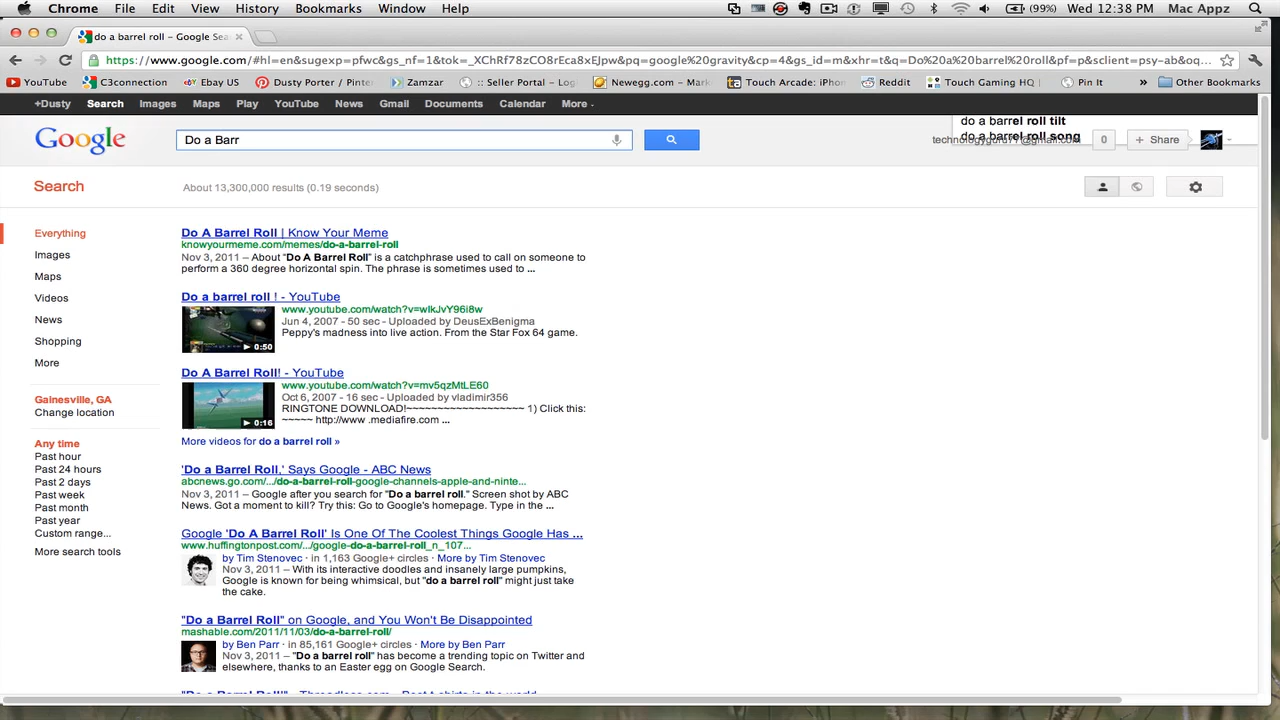 Chrome File Edit View History Bookmarks Window Help (99%) Wed 12:38 PM Mac Appz
do a barrel roll – Google Sea
https://www.google.com/#hl=en&sugexp=pfwc&gs_nf=1&tok=_XChRf78zCO8rEca8xEJpw&pq=google%20gravity&cp=4&gs_id=m&xhr=t&q=Do%20a%20barrel%20roll&pf=p&sclient=psy-ab&oq...
YouTube C3connection Ebay US Dusty Porter / Pinter Zamzar :: Seller Portal - Logi Newegg.com - Mark Touch Arcade: iPhon Reddit Touch Gaming HQ | Pin It » Other Bookmarks
+Dusty Search Images Maps Play YouTube News Gmail Documents Calendar More
do a barrel roll tilt
do a barrel roll song
Google Do a Barr 0 + Share
Search About 13,300,000 results (0.19 seconds)
Everything
Images
Maps
Videos
News
Shopping
More
Gainesville, GA
Change location
Any time
Past hour
Past 24 hours
Past 2 days
Past week
Past month
Past year
Custom range...
More search tools
Do A Barrel Roll | Know Your Meme
knowyourmeme.com/memes/do-a-barrel-roll
Nov 3, 2011 – About "Do A Barrel Roll" is a catchphrase used to call on someone to
perform a 360 degree horizontal spin. The phrase is sometimes used to ...
Do a barrel roll ! - YouTube
www.youtube.com/watch?v=wlkJvY96i8w
Jun 4, 2007 - 50 sec - Uploaded by DeusExBenigma
Peppy's madness into live action. From the Star Fox 64 game.
0:50
Do A Barrel Roll! - YouTube
www.youtube.com/watch?v=mv5qzMtLE60
Oct 6, 2007 - 16 sec - Uploaded by vladimir356
RINGTONE DOWNLOAD!~~~~~~~~~~~~~~~~~~~ 1) Click this:
~~~~~ http://www .mediafire.com ...
0:16
More videos for do a barrel roll »
'Do a Barrel Roll,' Says Google - ABC News
abcnews.go.com/.../do-a-barrel-roll-google-channels-apple-and-ninte...
Nov 3, 2011 – Google after you search for "Do a barrel roll." Screen shot by ABC
News. Got a moment to kill? Try this: Go to Google's homepage. Type in the ...
Google 'Do A Barrel Roll' Is One Of The Coolest Things Google Has ...
www.huffingtonpost.com/.../google-do-a-barrel-roll_n_107...
by Tim Stenovec · in 1,163 Google+ circles · More by Tim Stenovec
Nov 3, 2011 – With its interactive doodles and insanely large pumpkins,
Google is known for being whimsical, but "do a barrel roll" might just take
the cake.
"Do a Barrel Roll" on Google, and You Won't Be Disappointed
mashable.com/2011/11/03/do-a-barrel-roll/
by Ben Parr · in 85,161 Google+ circles · More by Ben Parr
Nov 3, 2011 – "Do a barrel roll" has become a trending topic on Twitter and
elsewhere, thanks to an Easter egg on Google Search.